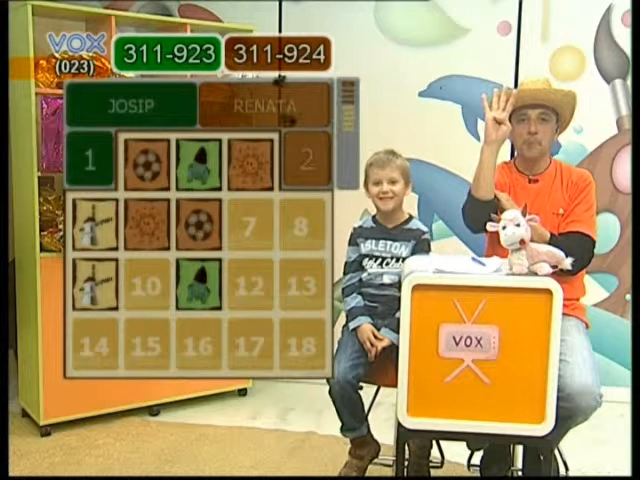 VOX
(023) 311-923 311-924
JOSIP RENATA
1 2
7 8
10 12 13
14 15 16 17 18
ISLETON
VOX